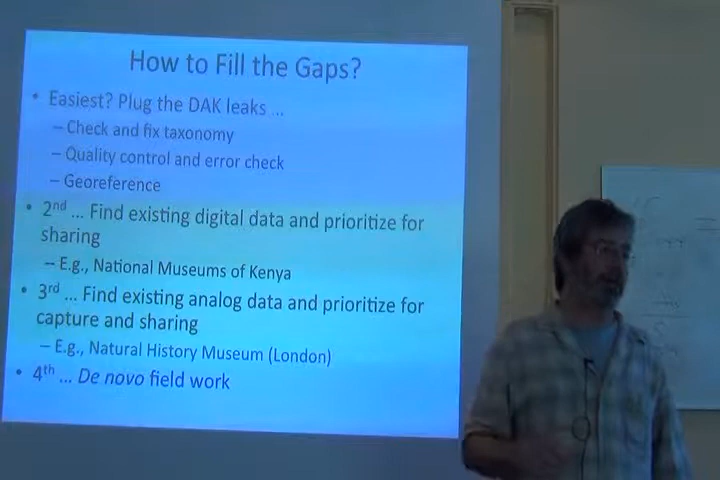 How to Fill the Gaps?
• Easiest? Plug the DAK leaks ...
– Check and fix taxonomy
– Quality control and error check
– Georeference
• 2nd ... Find existing digital data and prioritize for
sharing
– E.g., National Museums of Kenya
• 3rd ... Find existing analog data and prioritize for
capture and sharing
– E.g., Natural History Museum (London)
• 4th ... De novo field work